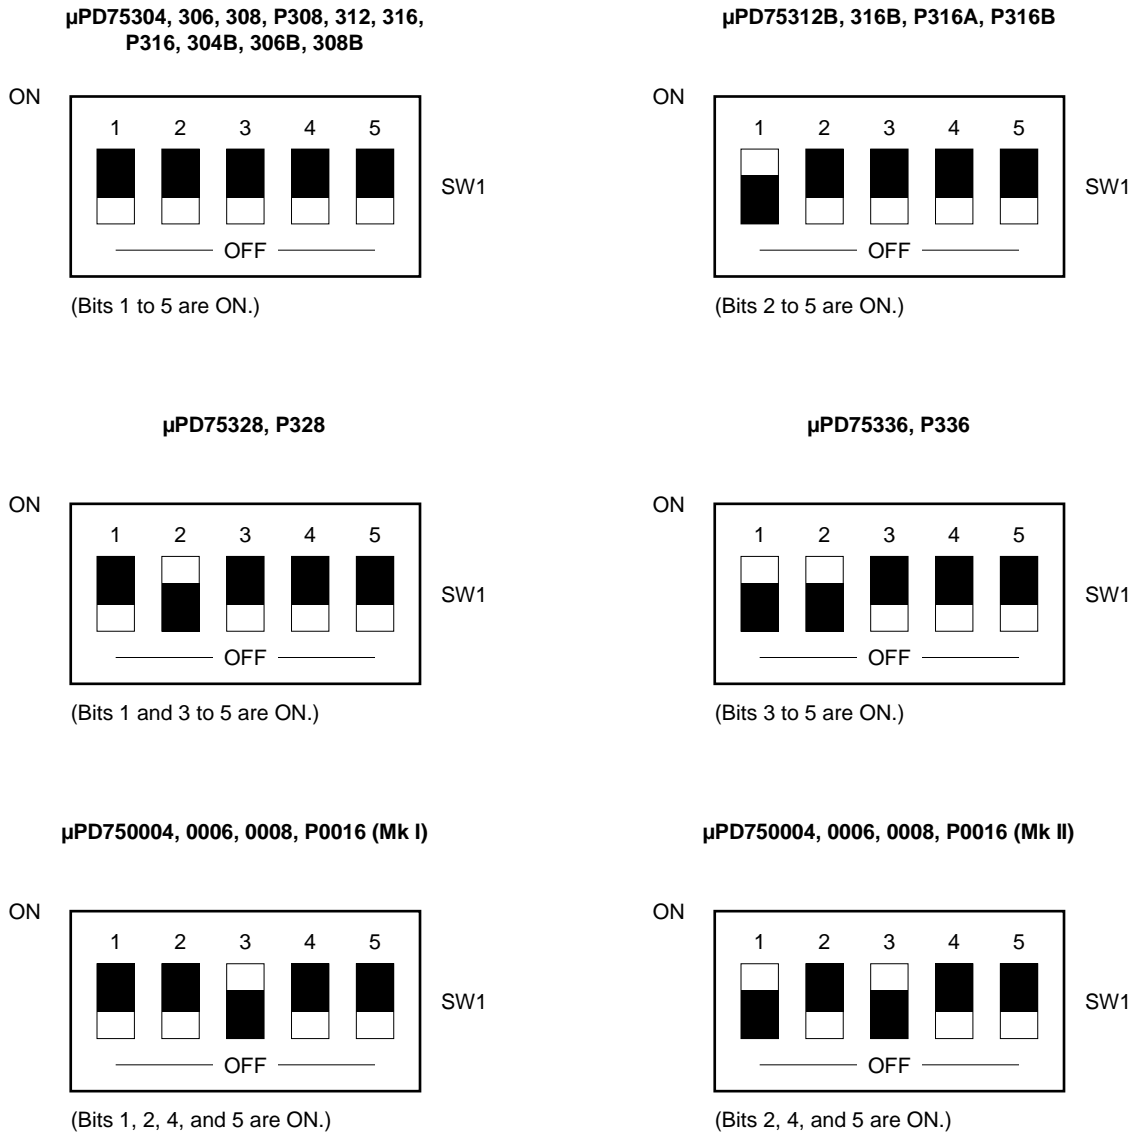 µPD75304, 306, 308, P308, 312, 316,
P316, 304B, 306B, 308B
ON
1 2 3 4 5
SW1
OFF
(Bits 1 to 5 are ON.)
µPD75312B, 316B, P316A, P316B
ON
1 2 3 4 5
SW1
OFF
(Bits 2 to 5 are ON.)
µPD75328, P328
ON
1 2 3 4 5
SW1
OFF
(Bits 1 and 3 to 5 are ON.)
µPD75336, P336
ON
1 2 3 4 5
SW1
OFF
(Bits 3 to 5 are ON.)
µPD750004, 0006, 0008, P0016 (Mk I)
ON
1 2 3 4 5
SW1
OFF
(Bits 1, 2, 4, and 5 are ON.)
µPD750004, 0006, 0008, P0016 (Mk II)
ON
1 2 3 4 5
SW1
OFF
(Bits 2, 4, and 5 are ON.)